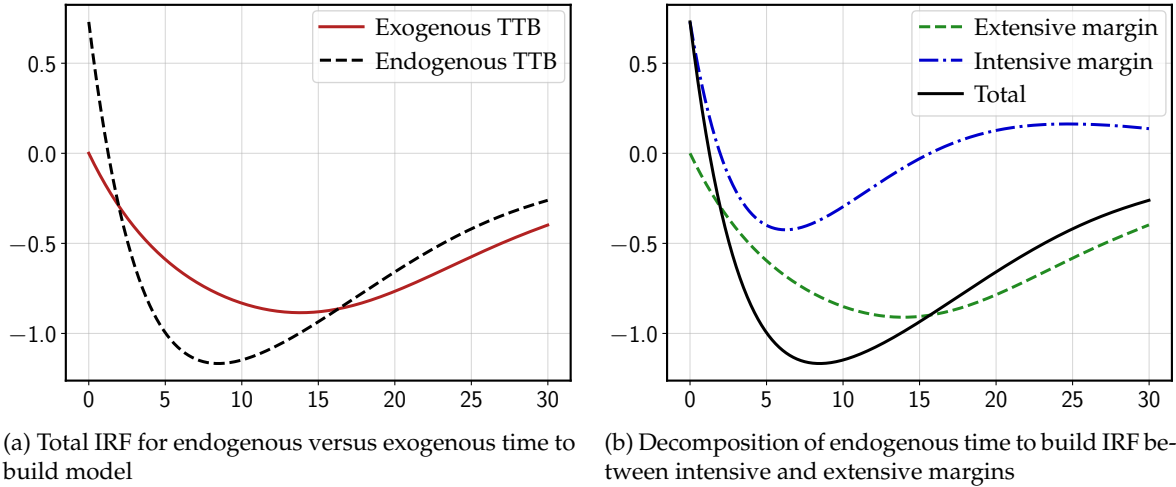 Exogenous TTB
Endogenous TTB
0.5
0.0
−0.5
−1.0
0 5 10 15 20 25 30
(a) Total IRF for endogenous versus exogenous time to
build model
Extensive margin
Intensive margin
Total
0.5
0.0
−0.5
−1.0
0 5 10 15 20 25 30
(b) Decomposition of endogenous time to build IRF be-
tween intensive and extensive margins